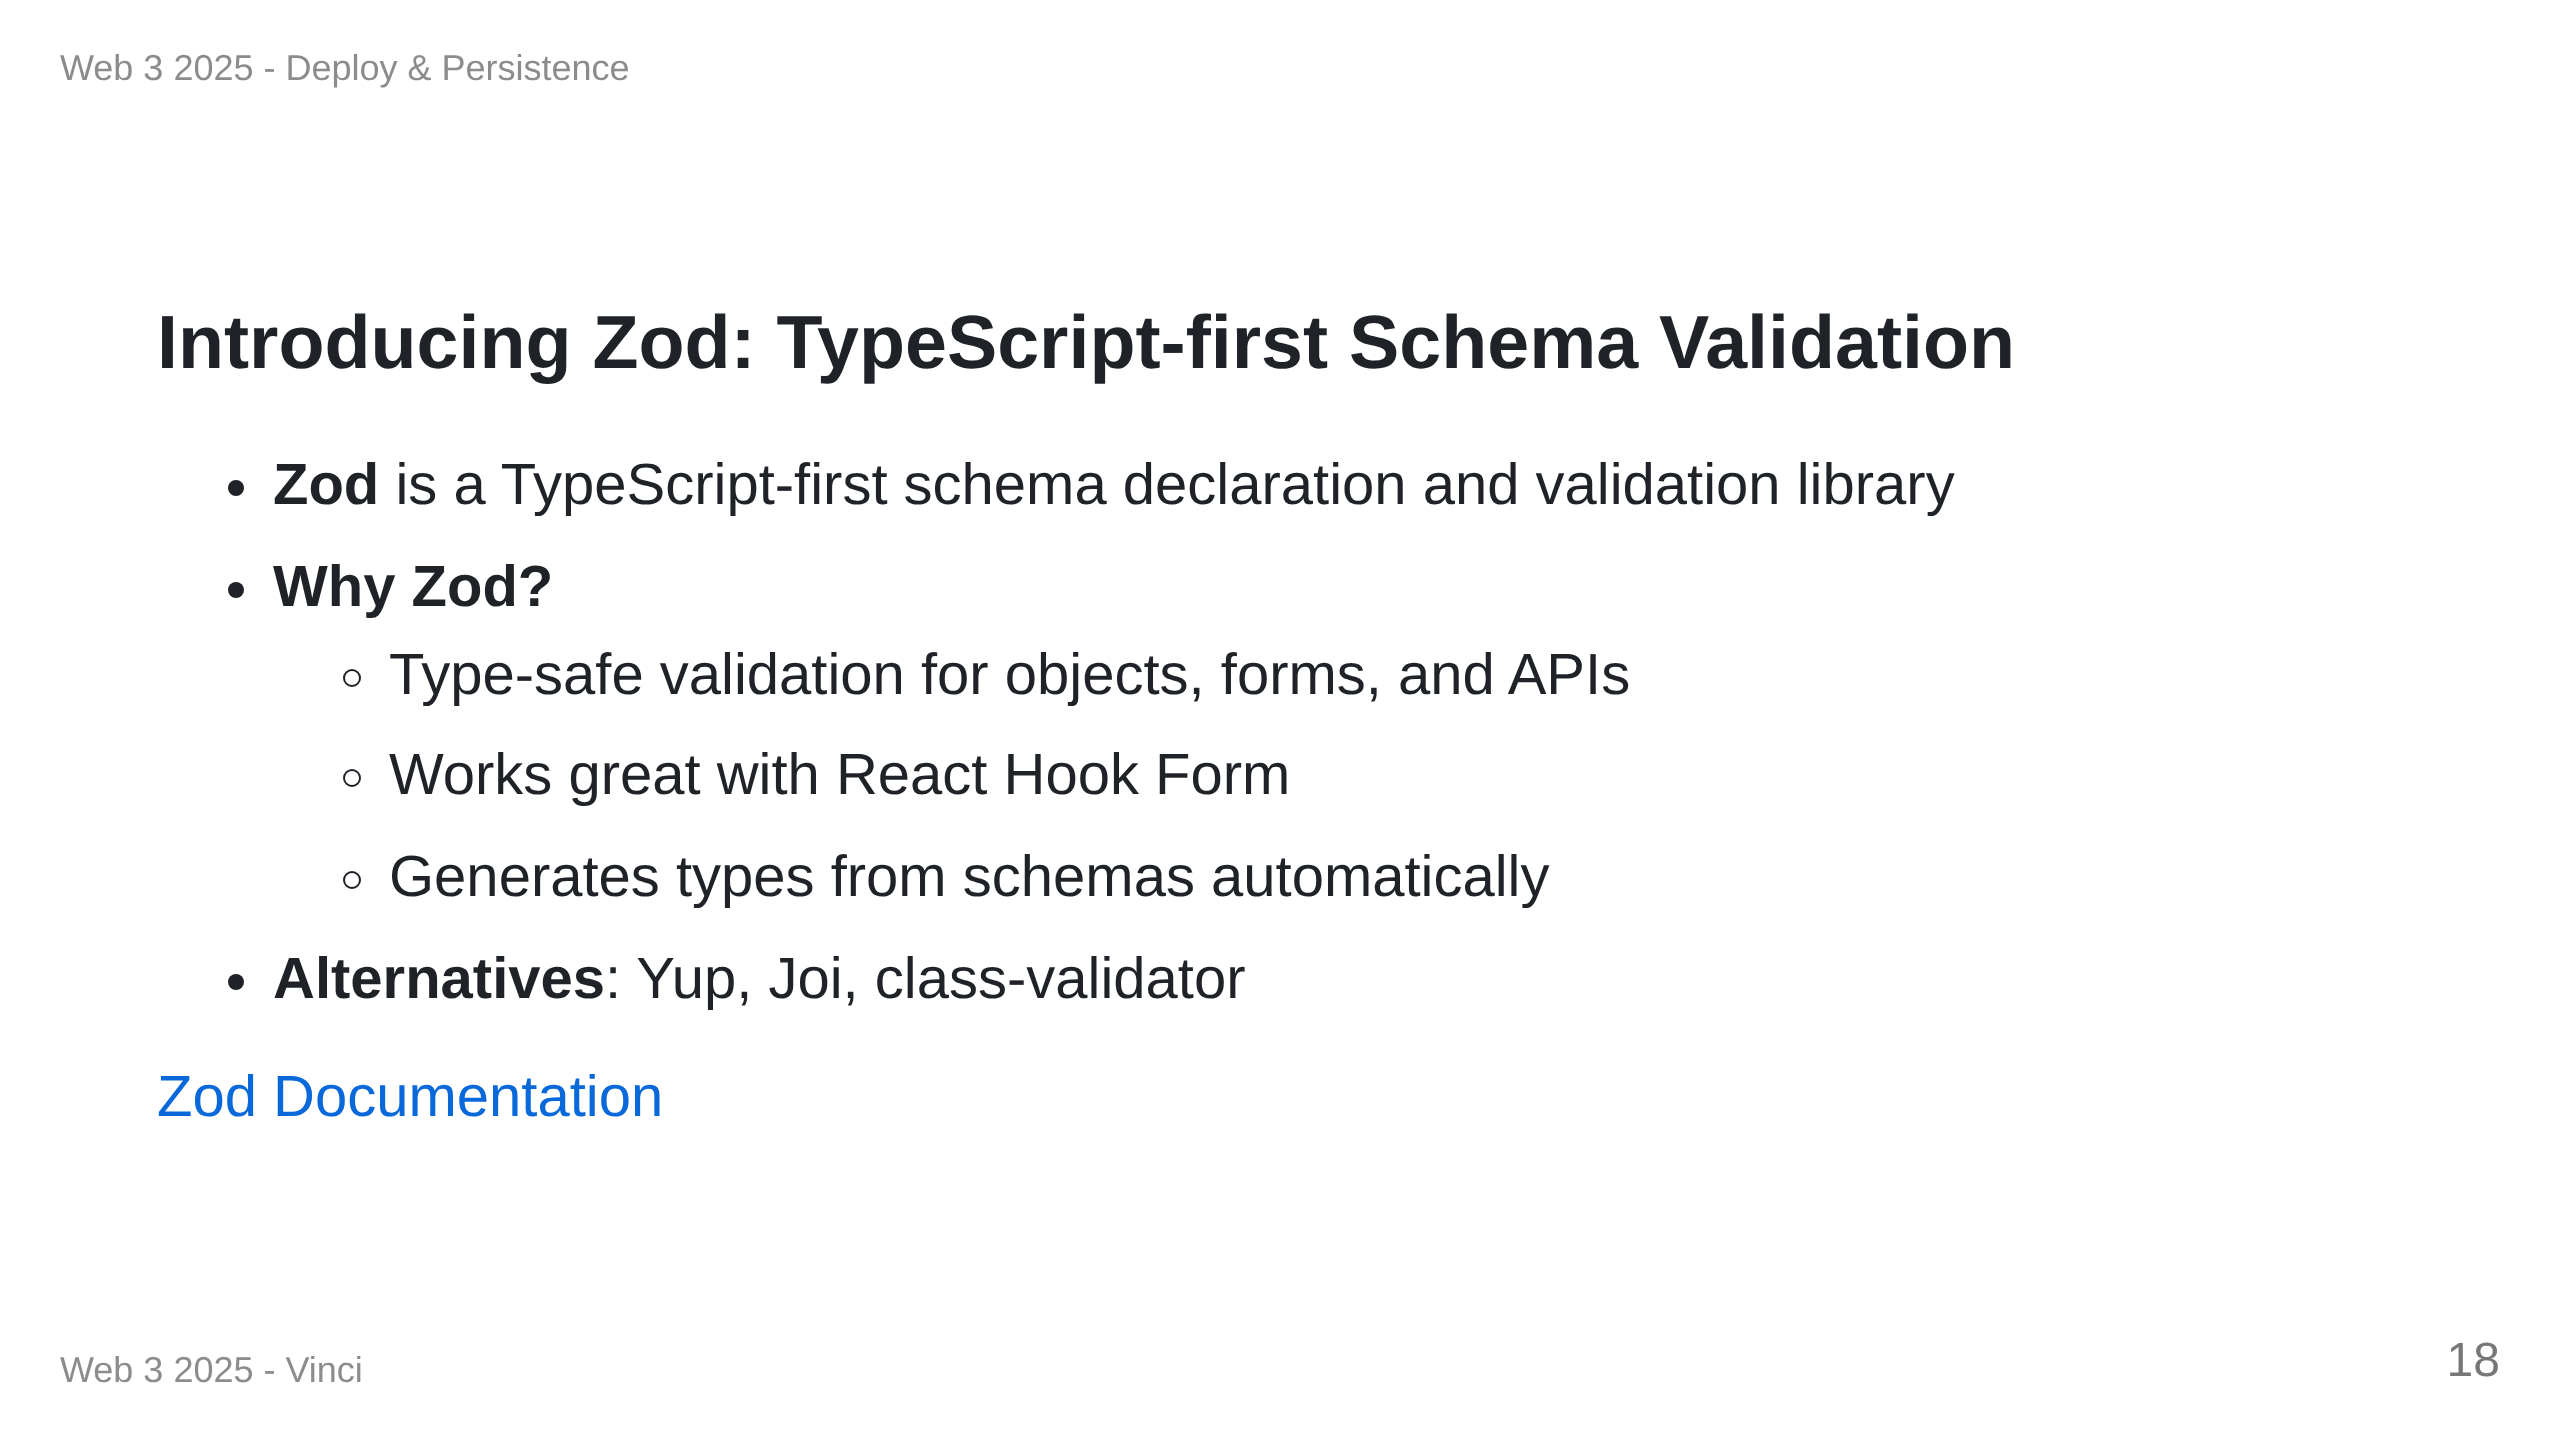 Web 3 2025 - Deploy & Persistence
Introducing Zod: TypeScript-first Schema Validation
Zod is a TypeScript-first schema declaration and validation library
Why Zod?
Type-safe validation for objects, forms, and APIs
Works great with React Hook Form
Generates types from schemas automatically
Alternatives: Yup, Joi, class-validator
Zod Documentation
Web 3 2025 - Vinci
18